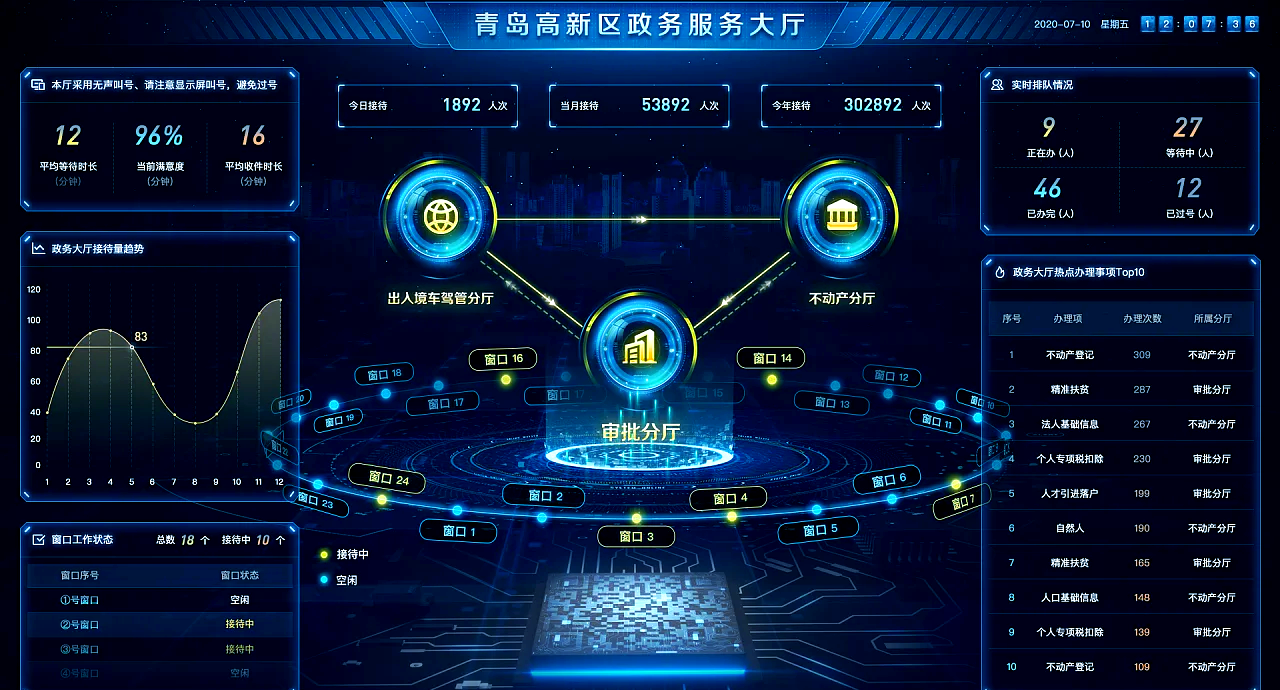 青岛高新区政务服务大厅
2020-07-10 星期五 12:07:36
本厅采用无声叫号、请注意显示屏叫号，避免过号
12 96% 16
平均等待时长 当前满意度 平均收件时长
(分钟) (分钟) (分钟)
今日接待 1892 人次
当月接待 53892 人次
今年接待 302892 人次
实时排队情况
9 27
正在办 (人) 等待中 (人)
46 12
已办完 (人) 已过号 (人)
政务大厅接待量趋势
120
100
80
60
40
20
0
83
1 2 3 4 5 6 7 8 9 10 11 12
出入境车驾管分厅
不动产分厅
审批分厅
窗口 16
窗口 14
窗口 18
窗口 17
窗口 17
窗口 15
窗口 13
窗口 12
窗口 20
窗口 19
窗口 11
窗口 10
窗口 24
窗口 23
窗口 2
窗口 4
窗口 6
窗口 7
窗口 1
窗口 3
窗口 5
接待中
空闲
窗口工作状态 总数 18 个 接待中 10 个
窗口序号 窗口状态
①号窗口 空闲
②号窗口 接待中
③号窗口 接待中
④号窗口 空闲
政务大厅热点办理事项Top10
序号 办理项 办理次数 所属分厅
1 不动产登记 309 不动产分厅
2 精准扶贫 287 审批分厅
3 法人基础信息 267 不动产分厅
4 个人专项税扣除 230 审批分厅
5 人才引进落户 199 审批分厅
6 自然人 190 不动产分厅
7 精准扶贫 165 审批分厅
8 人口基础信息 148 不动产分厅
9 个人专项税扣除 139 审批分厅
10 不动产登记 109 不动产分厅